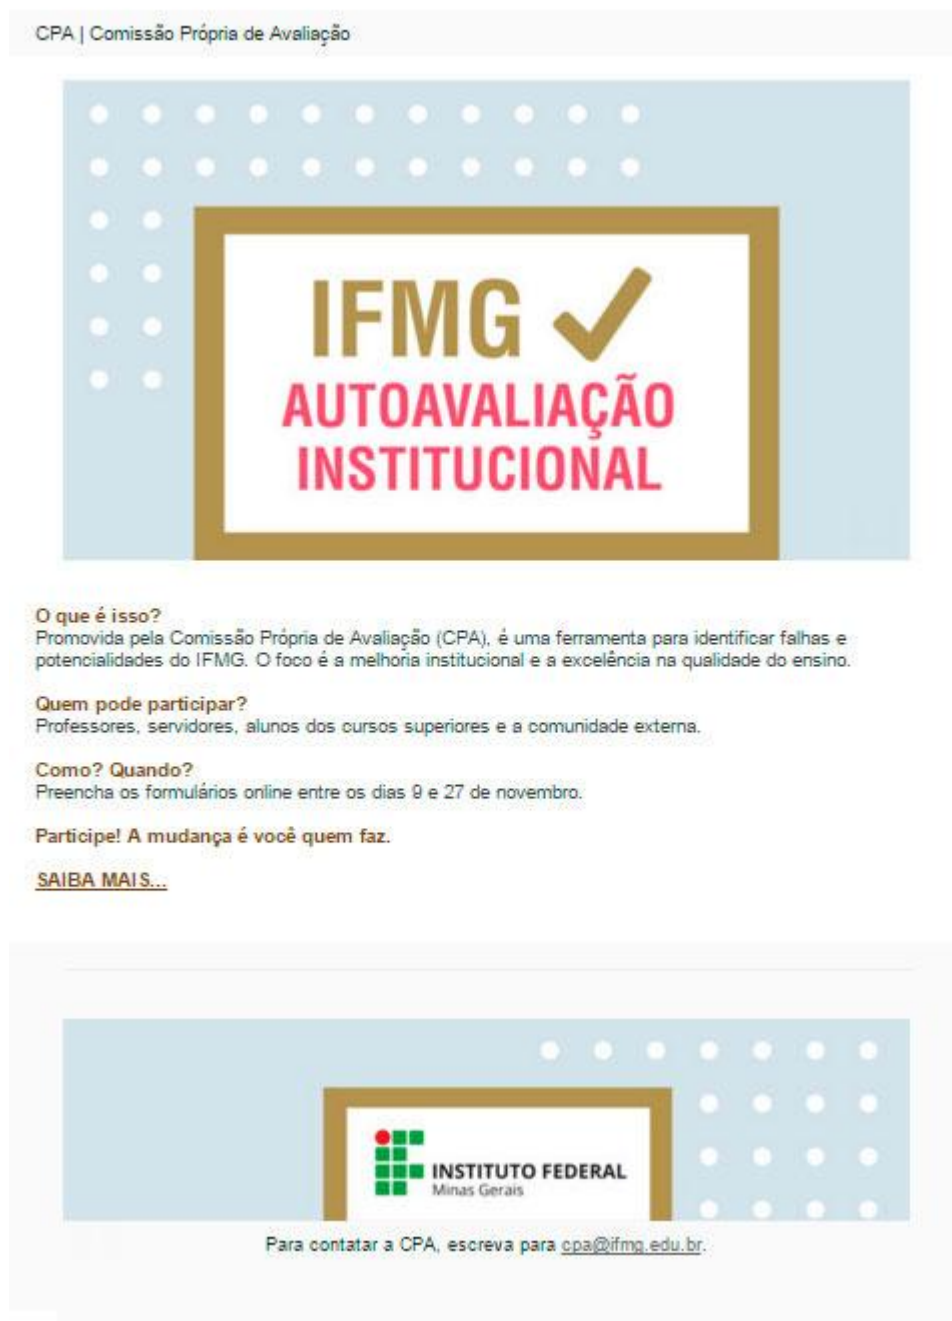 CPA | Comissão Própria de Avaliação
IFMG
AUTOAVALIAÇÃO
INSTITUCIONAL
O que é isso?
Promovida pela Comissão Própria de Avaliação (CPA), é uma ferramenta para identificar falhas e
potencialidades do IFMG. O foco é a melhoria institucional e a excelência na qualidade do ensino.
Quem pode participar?
Professores, servidores, alunos dos cursos superiores e a comunidade externa.
Como? Quando?
Preencha os formulários online entre os dias 9 e 27 de novembro.
Participe! A mudança é você quem faz.
SAIBA MAIS...
INSTITUTO FEDERAL
Minas Gerais
Para contatar a CPA, escreva para cpa@ifmg.edu.br.